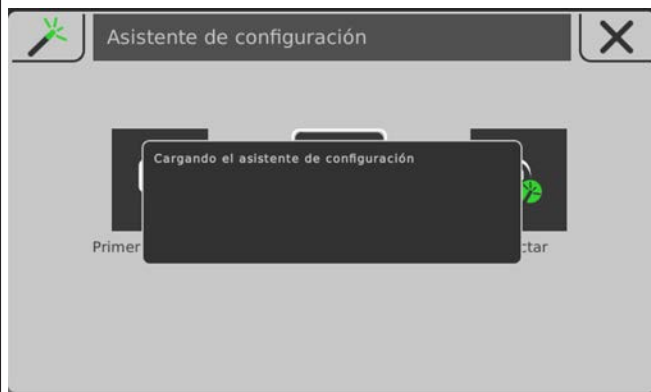 Asistente de configuración
Cargando el asistente de configuración
Primer
ctar